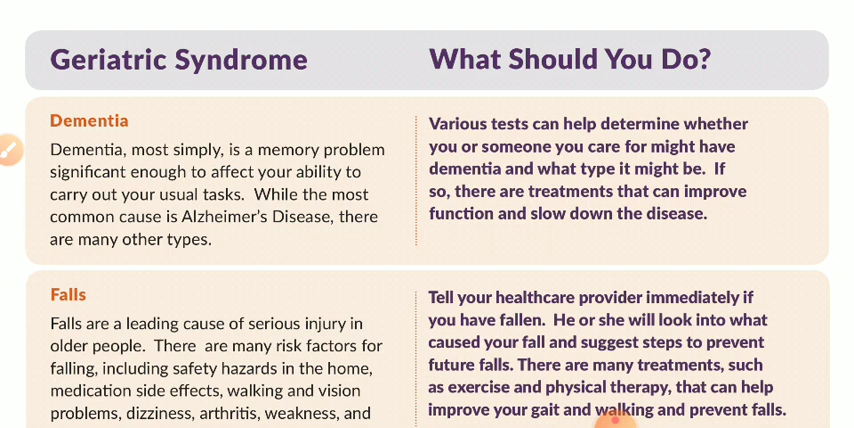 Geriatric Syndrome
What Should You Do?
Dementia
Dementia, most simply, is a memory problem
significant enough to affect your ability to
carry out your usual tasks.  While the most
common cause is Alzheimer's Disease, there
are many other types.
Various tests can help determine whether
you or someone you care for might have
dementia and what type it might be.  If
so, there are treatments that can improve
function and slow down the disease.
Falls
Falls are a leading cause of serious injury in
older people.  There  are many risk factors for
falling, including safety hazards in the home,
medication side effects, walking and vision
problems, dizziness, arthritis, weakness, and
Tell your healthcare provider immediately if
you have fallen.  He or she will look into what
caused your fall and suggest steps to prevent
future falls. There are many treatments, such
as exercise and physical therapy, that can help
improve your gait and walking and prevent falls.